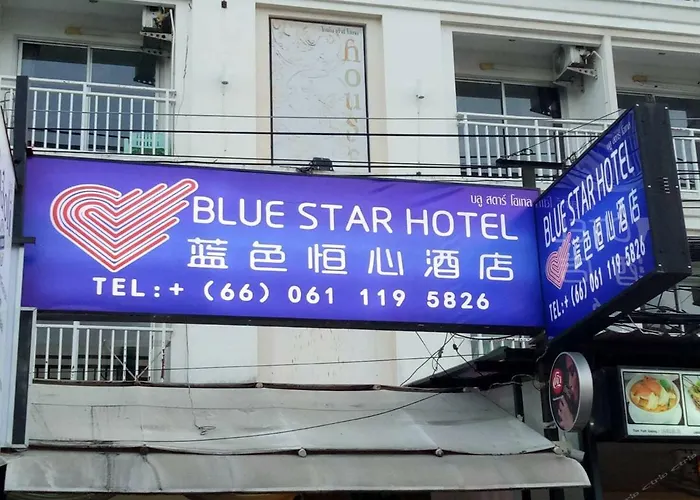 house
บลู สตาร์ โฮเทล
BLUE STAR HOTEL
蓝色恒心酒店
TEL:+ (66) 061 119 5826
BLUE STAR HOTEL
蓝色恒心酒店
TEL:+ (66) 061 119 5826